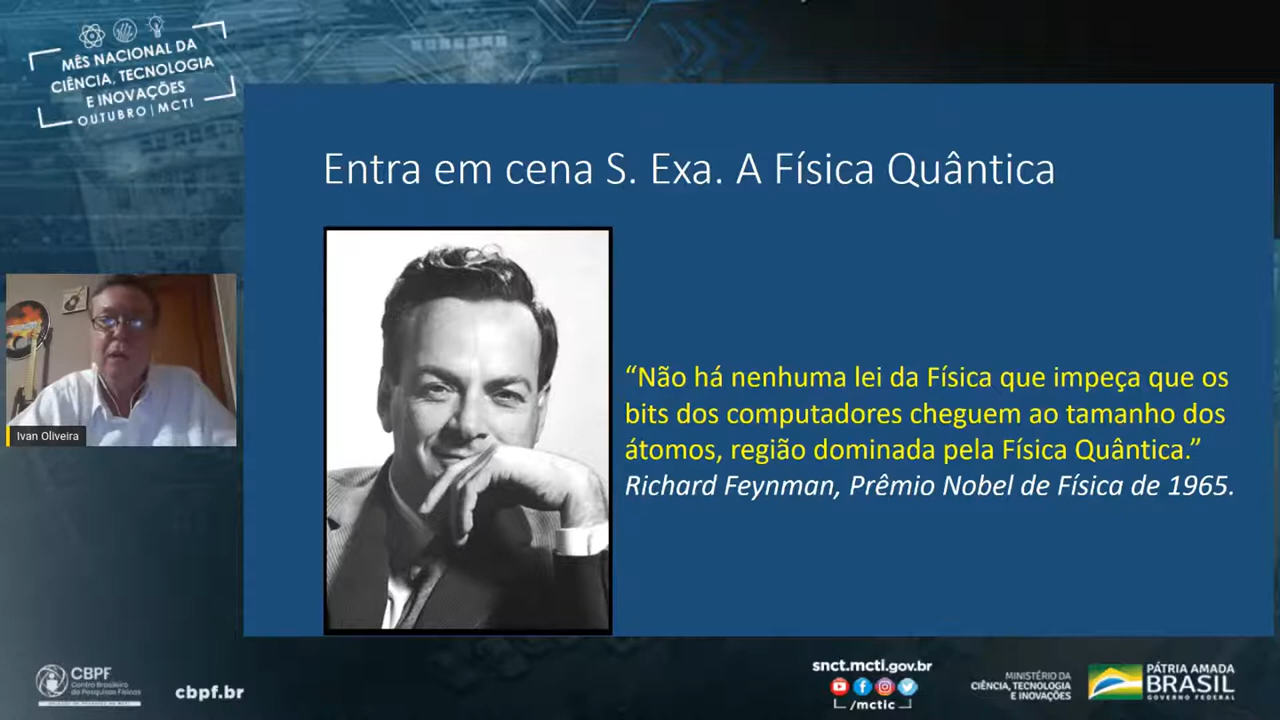 MÊS NACIONAL DA
CIÊNCIA, TECNOLOGIA
E INOVAÇÕES
OUTUBRO | MCTI
Entra em cena S. Exa. A Física Quântica
Ivan Oliveira
“Não há nenhuma lei da Física que impeça que os
bits dos computadores cheguem ao tamanho dos
átomos, região dominada pela Física Quântica.”
Richard Feynman, Prêmio Nobel de Física de 1965.
CBPF
Centro Brasileiro
de Pesquisas Físicas
cbpf.br
snct.mcti.gov.br
/mctic
MINISTÉRIO DA
CIÊNCIA, TECNOLOGIA
E INOVAÇÕES
PÁTRIA AMADA
BRASIL
GOVERNO FEDERAL